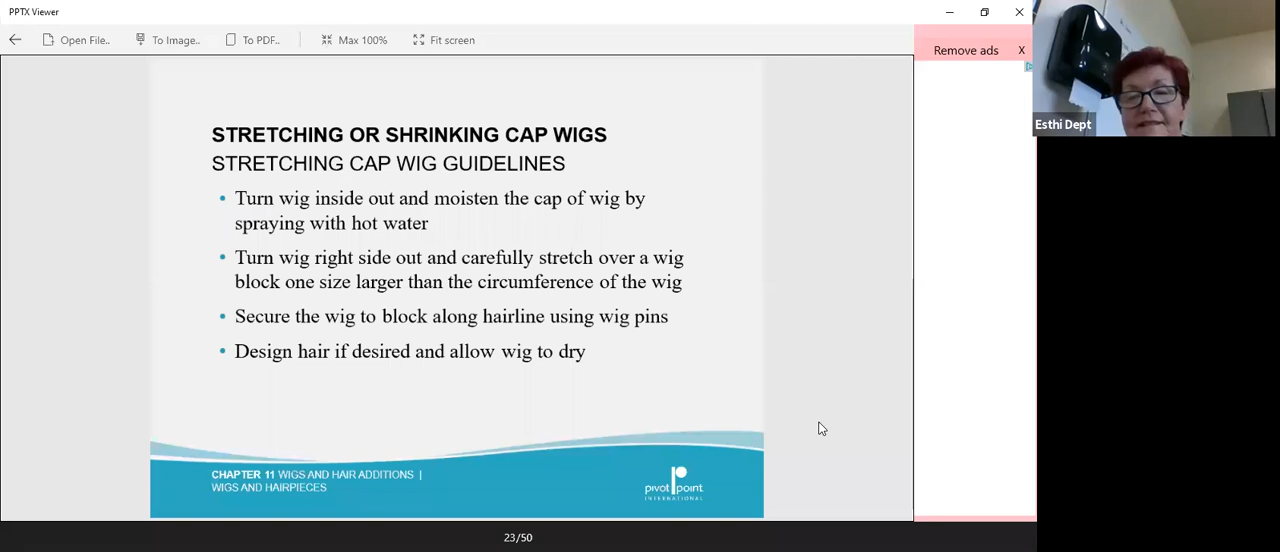 PPTX Viewer
Open File..
To Image..
To PDF..
Max 100%
Fit screen
Remove ads X
Esthi Dept
STRETCHING OR SHRINKING CAP WIGS
STRETCHING CAP WIG GUIDELINES
• Turn wig inside out and moisten the cap of wig by
spraying with hot water
• Turn wig right side out and carefully stretch over a wig
block one size larger than the circumference of the wig
• Secure the wig to block along hairline using wig pins
• Design hair if desired and allow wig to dry
CHAPTER 11 WIGS AND HAIR ADDITIONS |
WIGS AND HAIRPIECES
pivot point
INTERNATIONAL
23/50